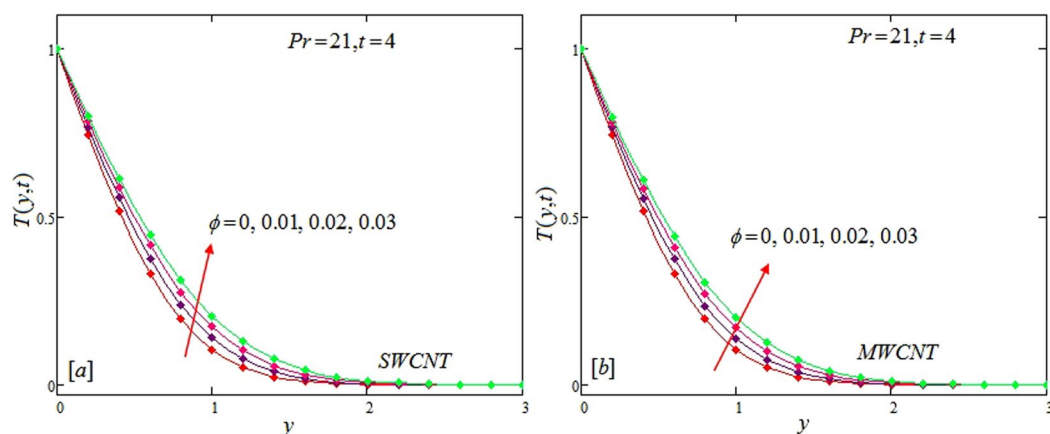 Pr=21,t=4
1
0.5
0
T(y,t)
ϕ=0, 0.01, 0.02, 0.03
SWCNT
[a]
0 1 2 3
y
Pr=21,t=4
1
0.5
0
T(y,t)
ϕ=0, 0.01, 0.02, 0.03
MWCNT
[b]
0 1 2 3
y